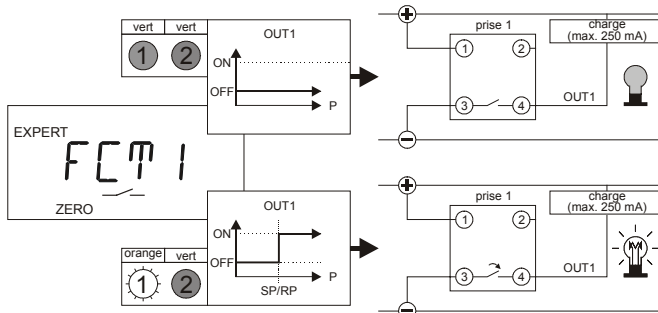 vert vert
1 2
OUT1
ON
OFF
P
prise 1
1 2
3 4
OUT1
charge
(max. 250 mA)
EXPERT
FCT1
ZERO
orange vert
1 2
OUT1
ON
OFF
P
SP/RP
prise 1
1 2
3 4
OUT1
charge
(max. 250 mA)